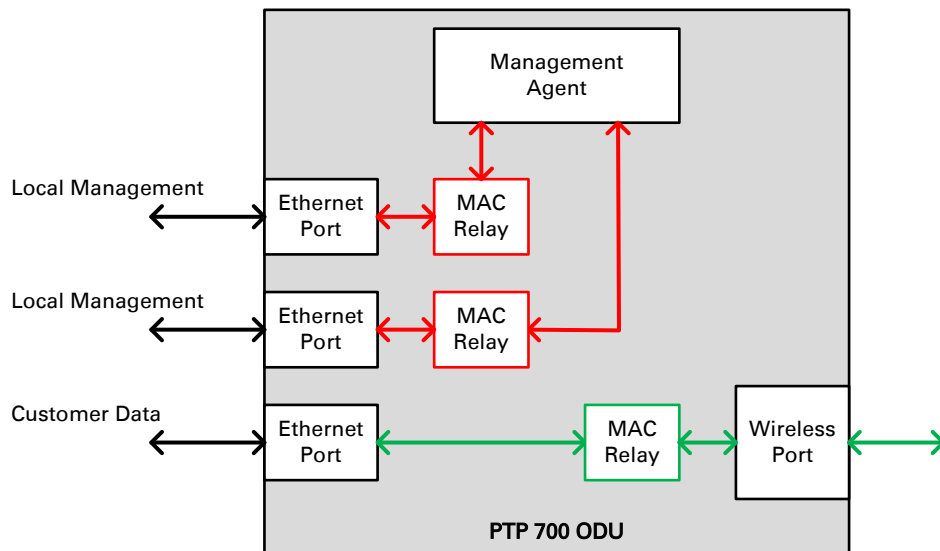 Management
Agent
Local Management
Ethernet
Port
MAC
Relay
Local Management
Ethernet
Port
MAC
Relay
Customer Data
Ethernet
Port
MAC
Relay
Wireless
Port
PTP 700 ODU